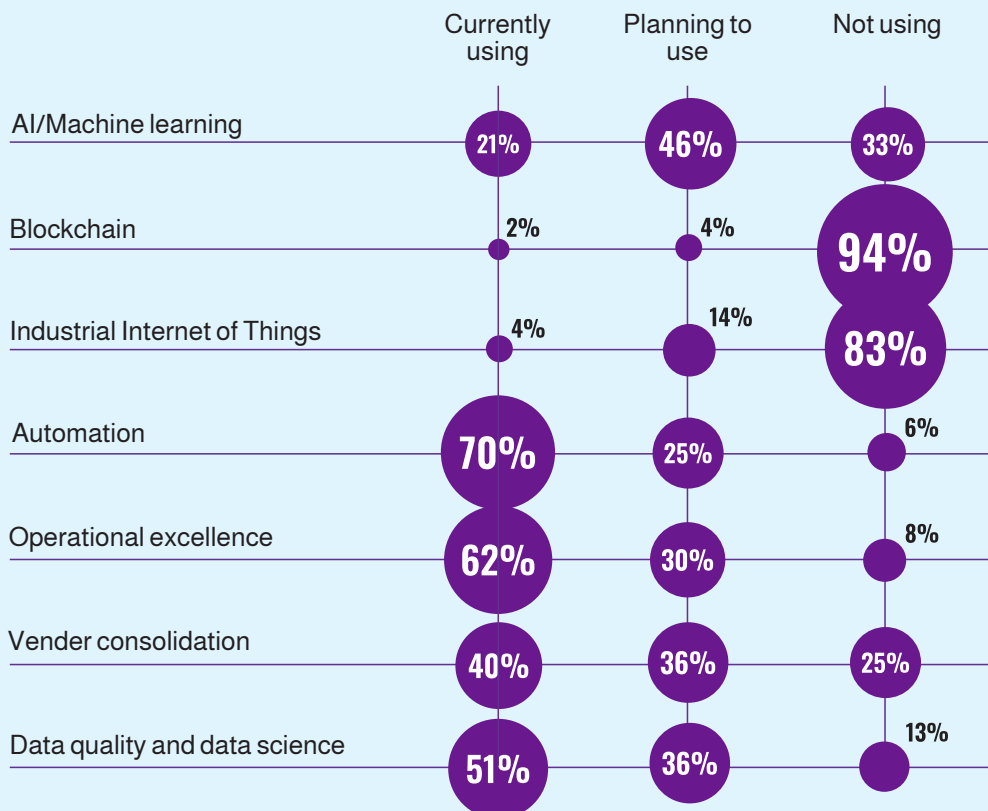 Currently
using
Planning to
use
Not using
AI/Machine learning
21%
46%
33%
Blockchain
2%
4%
94%
Industrial Internet of Things
4%
14%
83%
Automation
70%
25%
6%
Operational excellence
62%
30%
8%
Vender consolidation
40%
36%
25%
Data quality and data science
51%
36%
13%